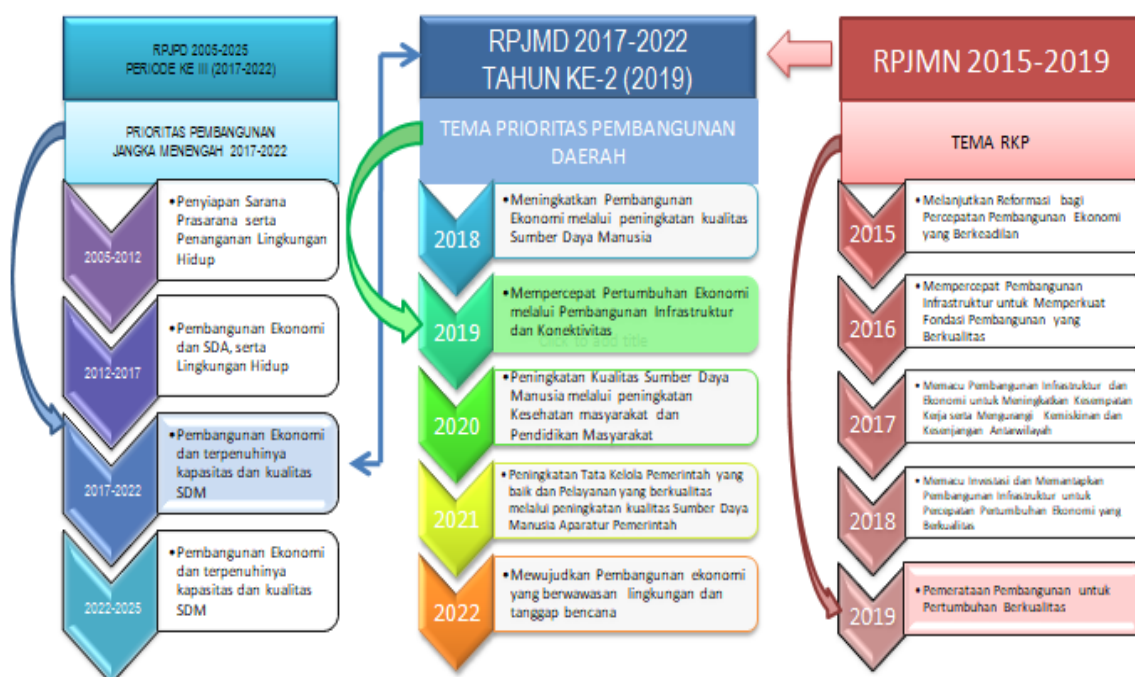 RPJPD 2005-2025
PERIODE KE III (2017-2022)
PRIORITAS PEMBANGUNAN
JANGKA MENENGAH 2017-2022
2005-2012
•Penyiapan Sarana
Prasarana serta
Penanganan Lingkungan
Hidup
2012-2017
•Pembangunan Ekonomi
dan SDA, serta
Lingkungan Hidup
2017-2022
•Pembangunan Ekonomi
dan terpenuhinya
kapasitas dan kualitas
SDM
2022-2025
•Pembangunan Ekonomi
dan terpenuhinya
kapasitas dan kualitas
SDM
RPJMD 2017-2022
TAHUN KE-2 (2019)
TEMA PRIORITAS PEMBANGUNAN
DAERAH
2018
•Meningkatkan Pembangunan
Ekonomi melalui peningkatan kualitas
Sumber Daya Manusia
2019
•Mempercepat Pertumbuhan Ekonomi
melalui Pembangunan Infrastruktur
dan Konektivitas
Click to add title
2020
•Peningkatan Kualitas Sumber Daya
Manusia melalui peningkatan
Kesehatan masyarakat dan
Pendidikan Masyarakat
2021
•Peningkatan Tata Kelola Pemerintah yang
baik dan Pelayanan yang berkualitas
melalui peningkatan kualitas Sumber Daya
Manusia Aparatur Pemerintah
2022
•Mewujudkan Pembangunan ekonomi
yang berwawasan lingkungan dan
tanggap bencana
RPJMN 2015-2019
TEMA RKP
2015
•Melanjutkan Reformasi bagi
Percepatan Pembangunan Ekonomi
yang Berkeadilan
2016
•Mempercepat Pembangunan
Infrastruktur untuk Memperkuat
Fondasi Pembangunan yang
Berkualitas
2017
•Memacu Pembangunan Infrastruktur dan
Ekonomi untuk Meningkatkan Kesempatan
Kerja serta Mengurangi Kemiskinan dan
Kesenjangan Antarwilayah
2018
•Memacu Investasi dan Memantapkan
Pembangunan Infrastruktur untuk
Percepatan Pertumbuhan Ekonomi yang
Berkualitas
2019
•Pemerataan Pembangunan untuk
Pertumbuhan Berkualitas